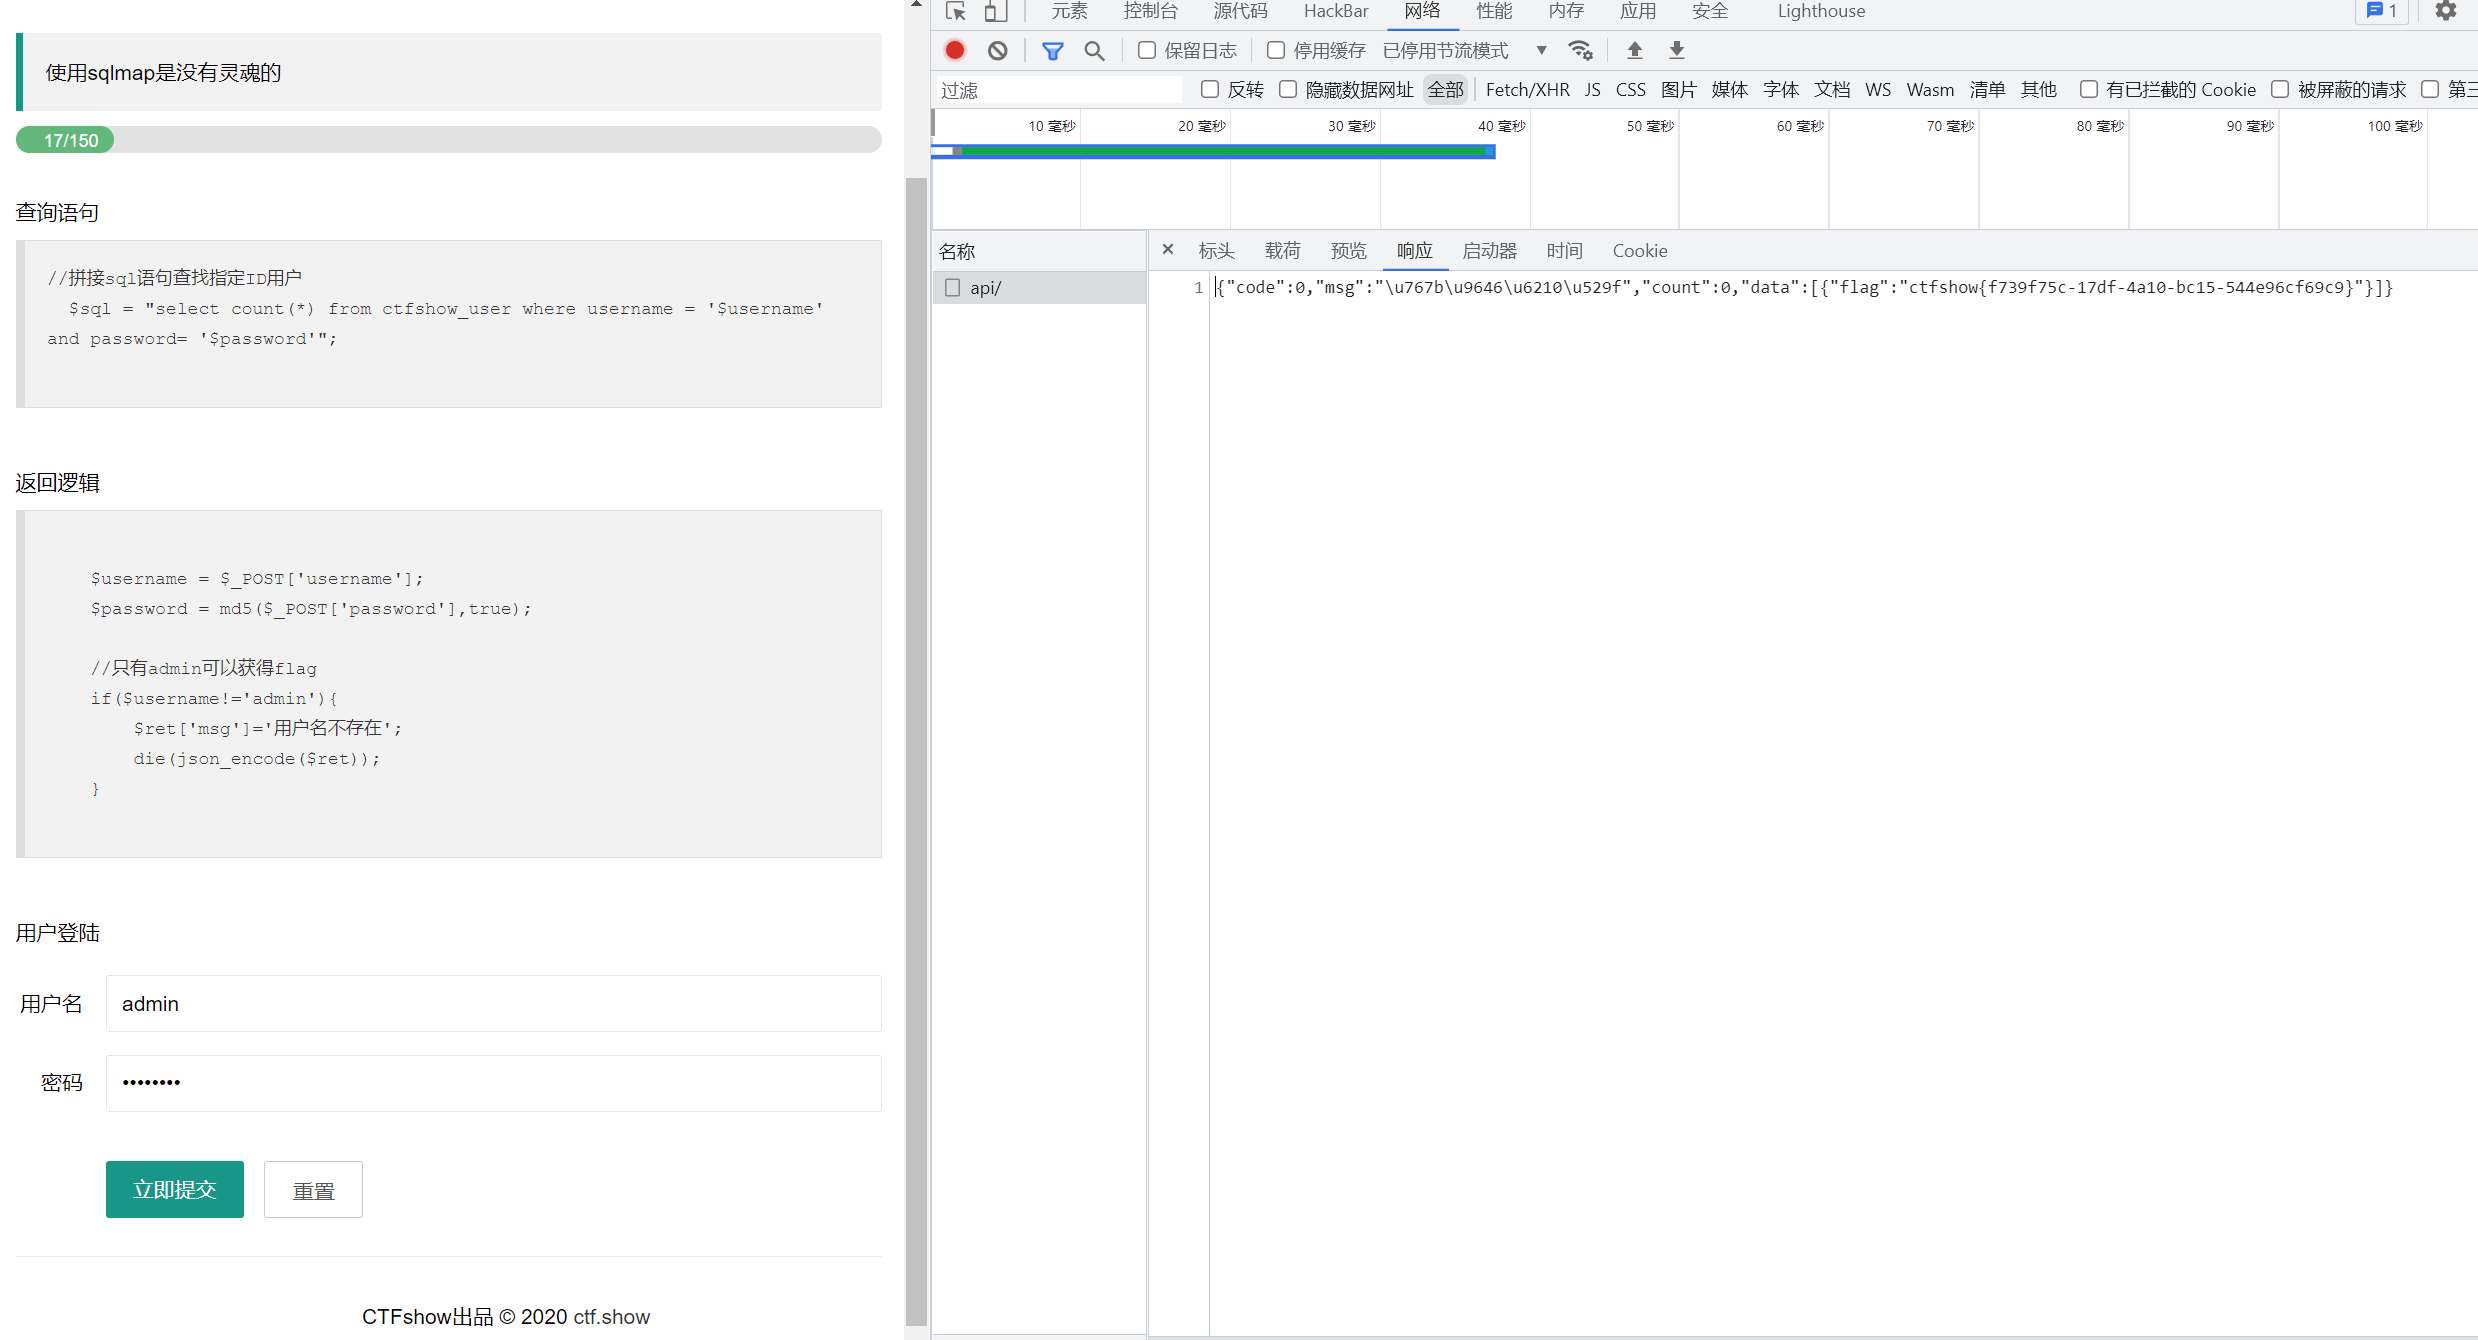 使用sqlmap是没有灵魂的
17/150
查询语句
//拼接sql语句查找指定ID用户
$sql = "select count(*) from ctfshow_user where username = '$username'
and password= '$password'";
返回逻辑
$username = $_POST['username'];
$password = md5($_POST['password'],true);
//只有admin可以获得flag
if($username!='admin'){
$ret['msg']='用户名不存在';
die(json_encode($ret));
}
用户登陆
用户名 admin
密码 ••••••••
立即提交 重置
CTFshow出品 © 2020 ctf.show
元素 控制台 源代码 HackBar 网络 性能 内存 应用 安全 Lighthouse 1
保留日志 停用缓存 已停用节流模式
过滤 反转 隐藏数据网址 全部 Fetch/XHR JS CSS 图片 媒体 字体 文档 WS Wasm 清单 其他 有已拦截的 Cookie 被屏蔽的请求 第三
10 毫秒 20 毫秒 30 毫秒 40 毫秒 50 毫秒 60 毫秒 70 毫秒 80 毫秒 90 毫秒 100 毫秒
名称 × 标头 载荷 预览 响应 启动器 时间 Cookie
api/
1 {"code":0,"msg":"\u767b\u9646\u6210\u529f","count":0,"data":[{"flag":"ctfshow{f739f75c-17df-4a10-bc15-544e96cf69c9}"}]}